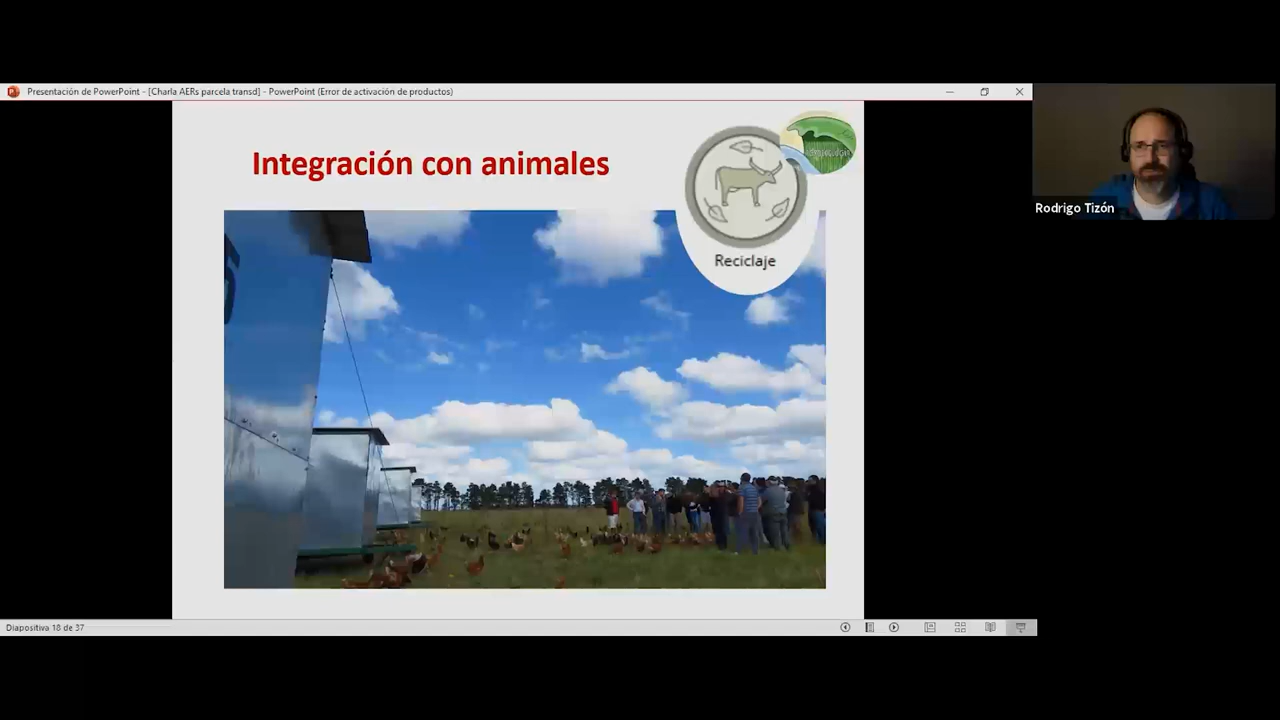 Presentación de PowerPoint - [Charla AERs parcela transd] - PowerPoint (Error de activación de productos)
Integración con animales
Reciclaje
Rodrigo Tizón
Diapositiva 18 de 37